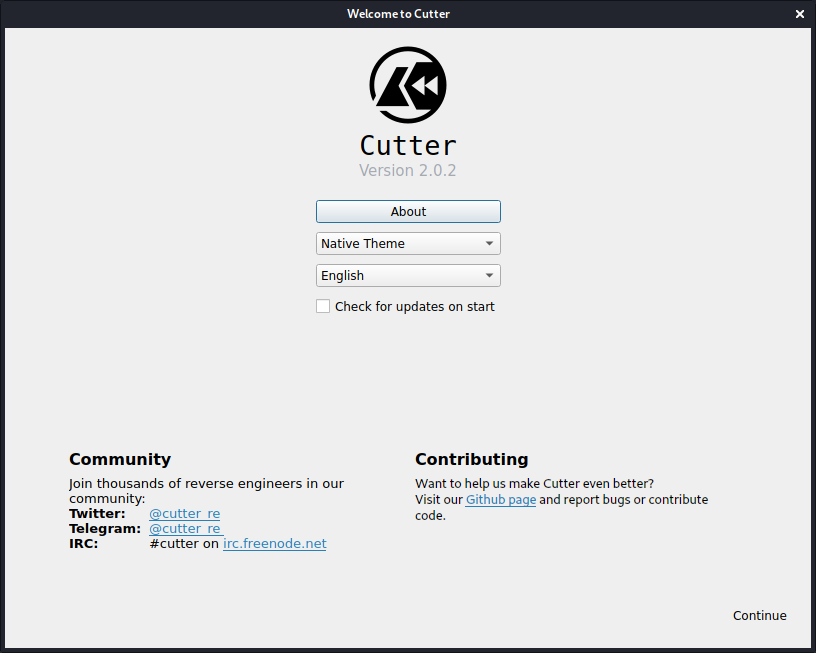 Welcome to Cutter
Cutter
Version 2.0.2
About
Native Theme
English
Check for updates on start
Community
Join thousands of reverse engineers in our
community:
Twitter: @cutter_re
Telegram: @cutter_re
IRC: #cutter on irc.freenode.net
Contributing
Want to help us make Cutter even better?
Visit our Github page and report bugs or contribute
code.
Continue